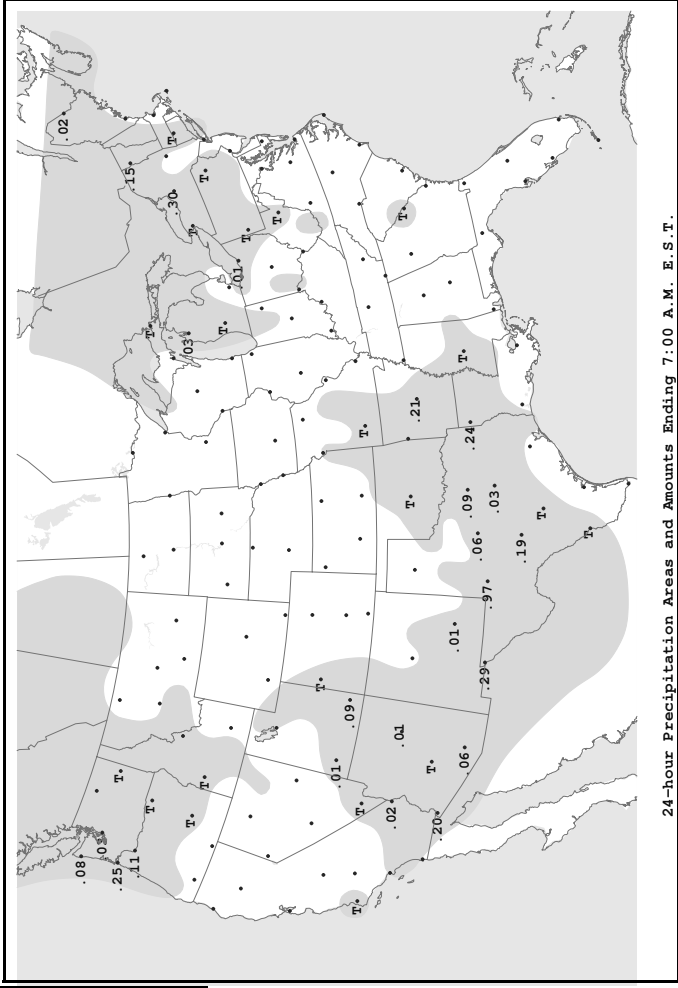 .02
.08
.03
.25
T
.15
.11
T
T
T
.30
.03
T
T
T
T
T
.01
T
T
T
.01
.09
T
T
T
.02
.01
T
T
.21
T
.20
.01
T
.06
.09
.24
.06
.29
.97
.03
.19
T
T
24-hour Precipitation Areas and Amounts Ending 7:00 A.M. E.S.T.